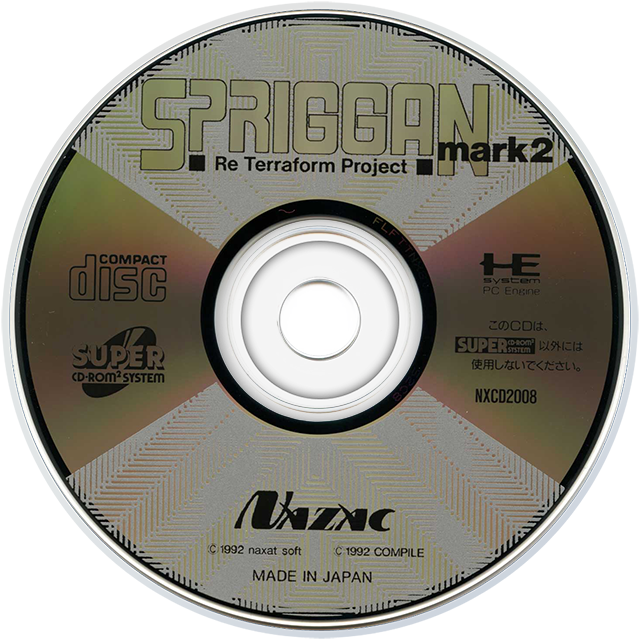 SPRIGGAN
mark2
Re Terraform Project
COMPACT
disc
SUPER
CD-ROM² SYSTEM
HE
system
PC Engine
このCDは、
SUPER CD-ROM² SYSTEM 以外には
使用しないでください。
NXCD2008
NAZAC
© 1992 naxat soft © 1992 COMPILE
MADE IN JAPAN